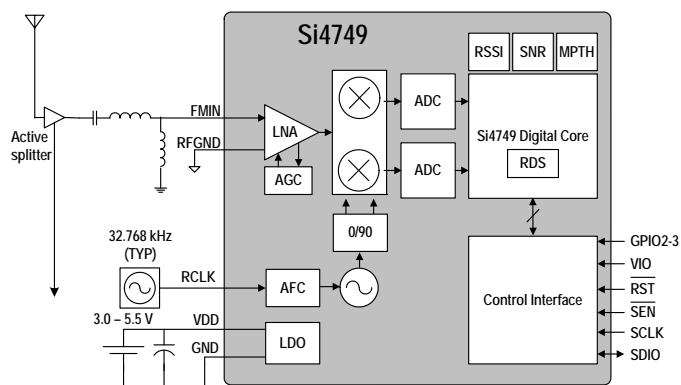 Si4749
RSSI
SNR
MPTH
FMIN
ADC
Active
splitter
LNA
Si4749 Digital Core
RFGND
RDS
AGC
ADC
32.768 kHz
(TYP)
0/90
GPIO2-3
RCLK
AFC
VIO
RST
Control Interface
3.0 – 5.5 V
VDD
SEN
LDO
SCLK
GND
SDIO